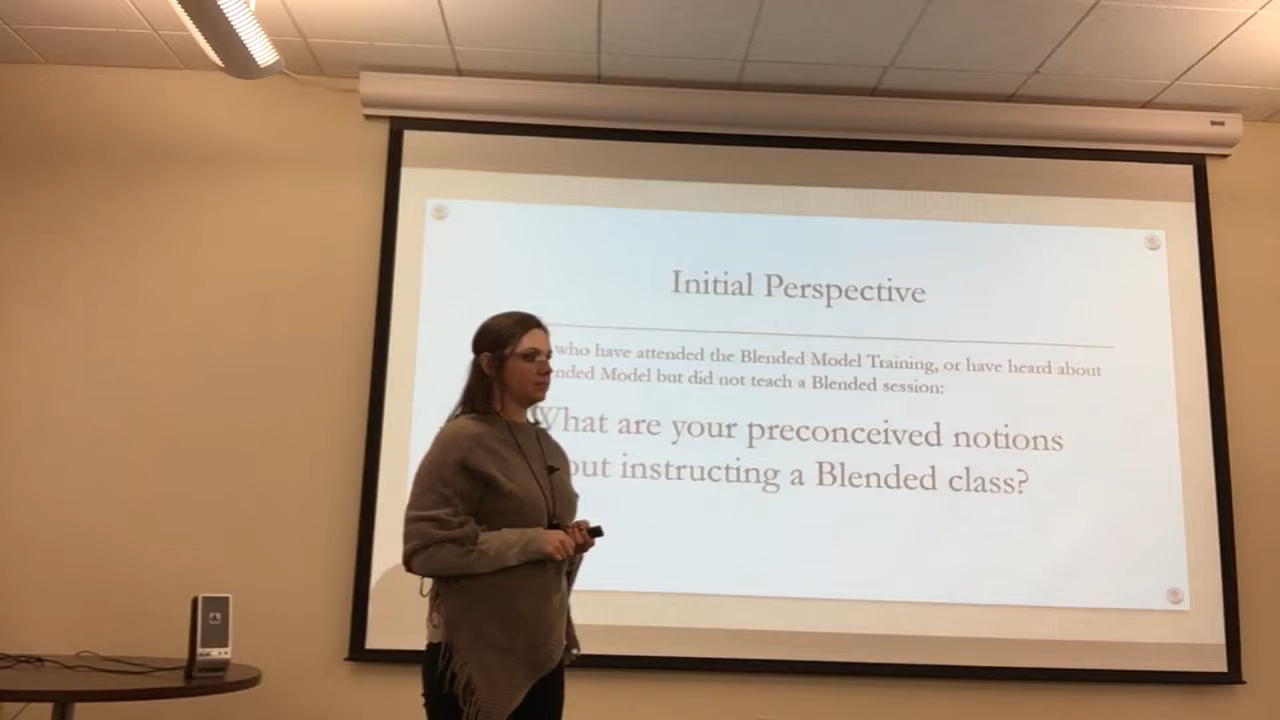 Initial Perspective
who have attended the Blended Model Training, or have heard about
nded Model but did not teach a Blended session:
What are your preconceived notions
out instructing a Blended class?